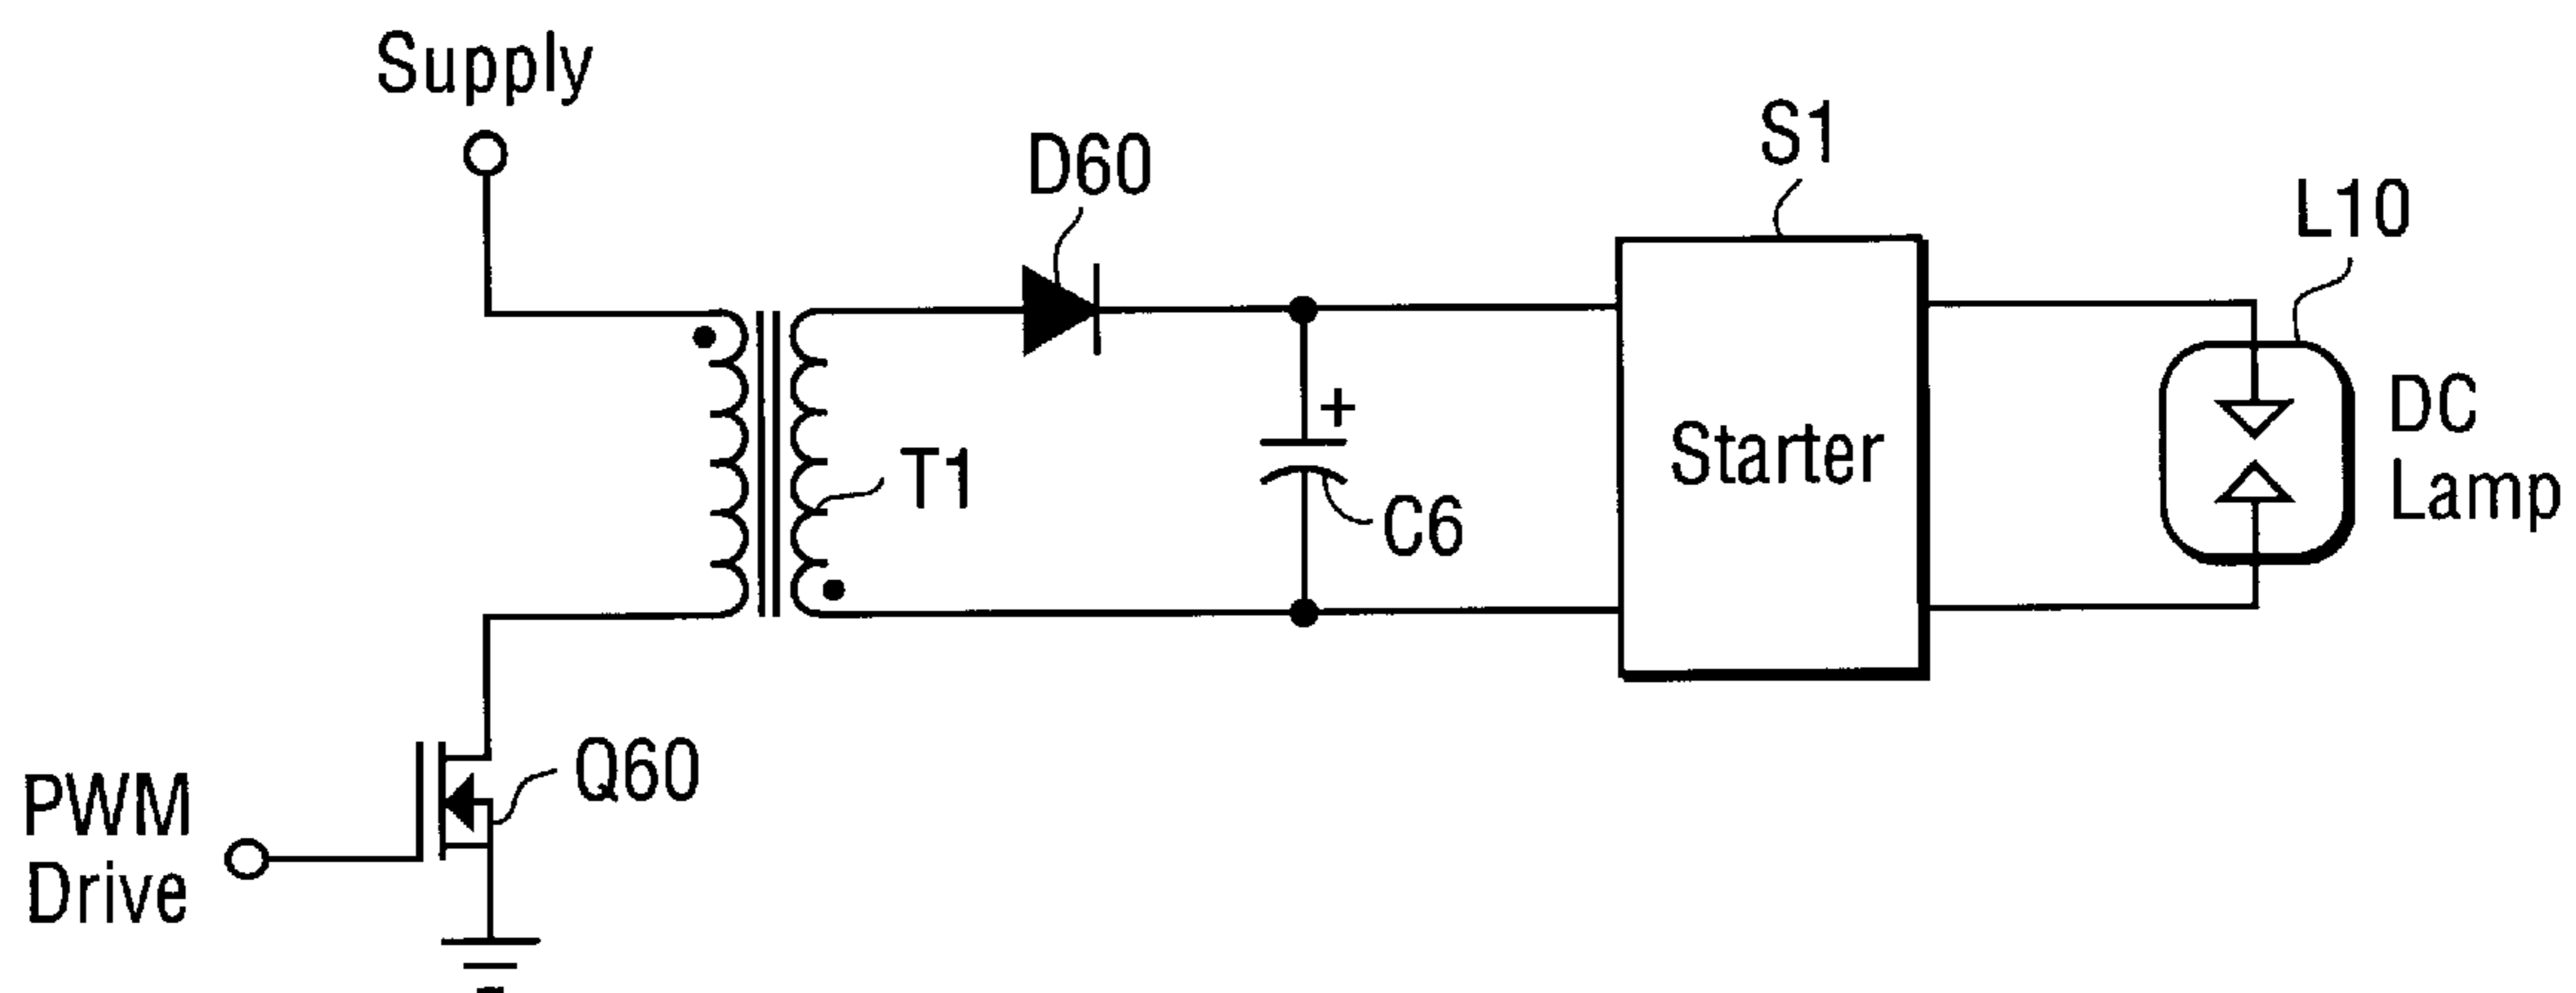 Supply
D60
S1
L10
T1
+
C6
Starter
DC
Lamp
Q60
PWM
Drive